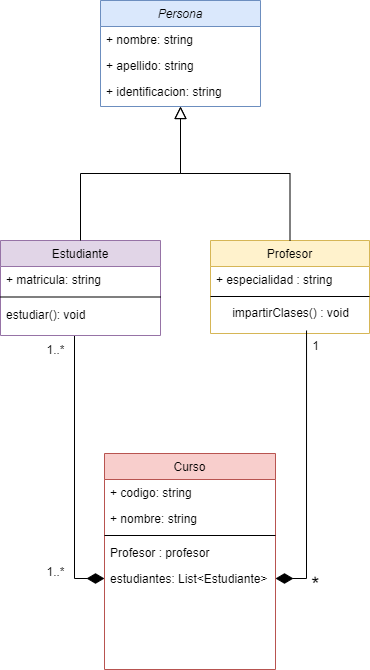 Persona
+ nombre: string
+ apellido: string
+ identificacion: string
Estudiante
+ matricula: string
estudiar(): void
Profesor
+ especialidad : string
impartirClases() : void
1..*
1
Curso
+ codigo: string
+ nombre: string
Profesor : profesor
estudiantes: List<Estudiante>
1..*
*